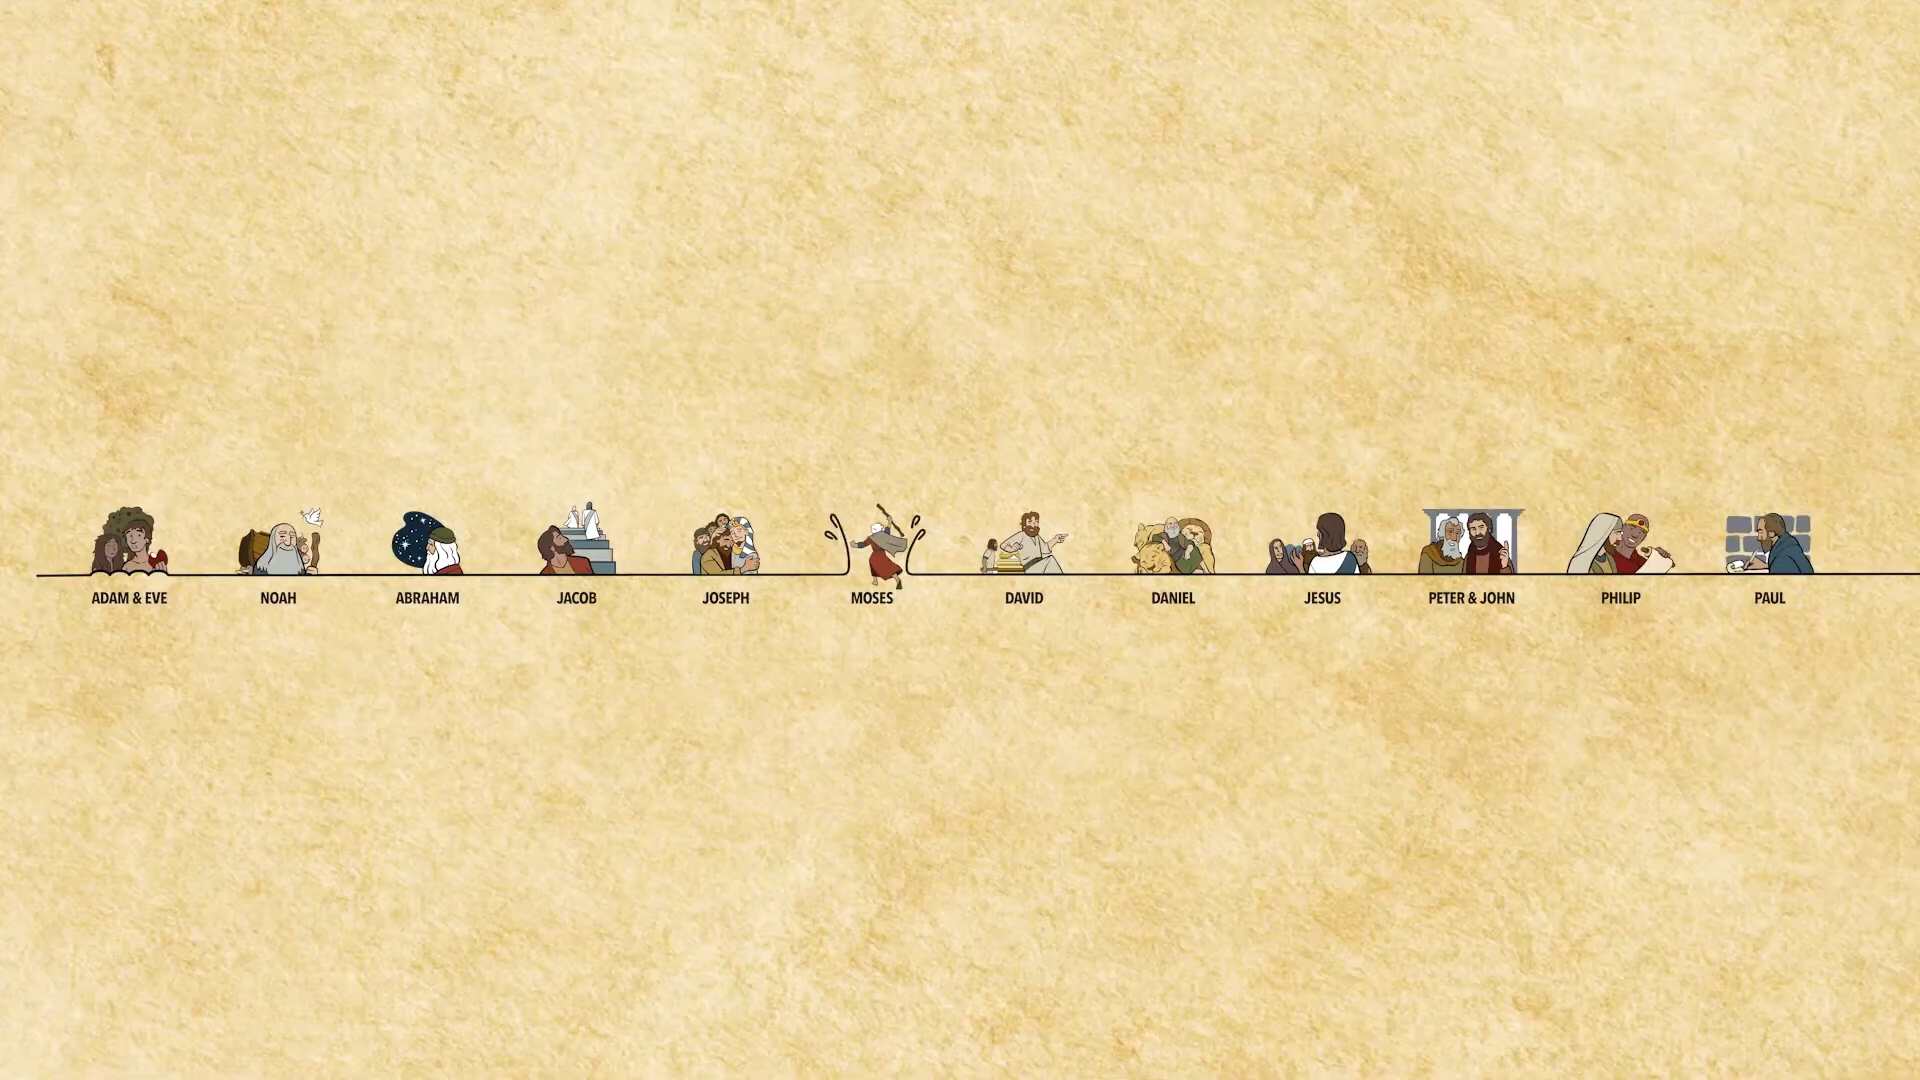 ADAM & EVE
NOAH
ABRAHAM
JACOB
JOSEPH
MOSES
DAVID
DANIEL
JESUS
PETER & JOHN
PHILIP
PAUL